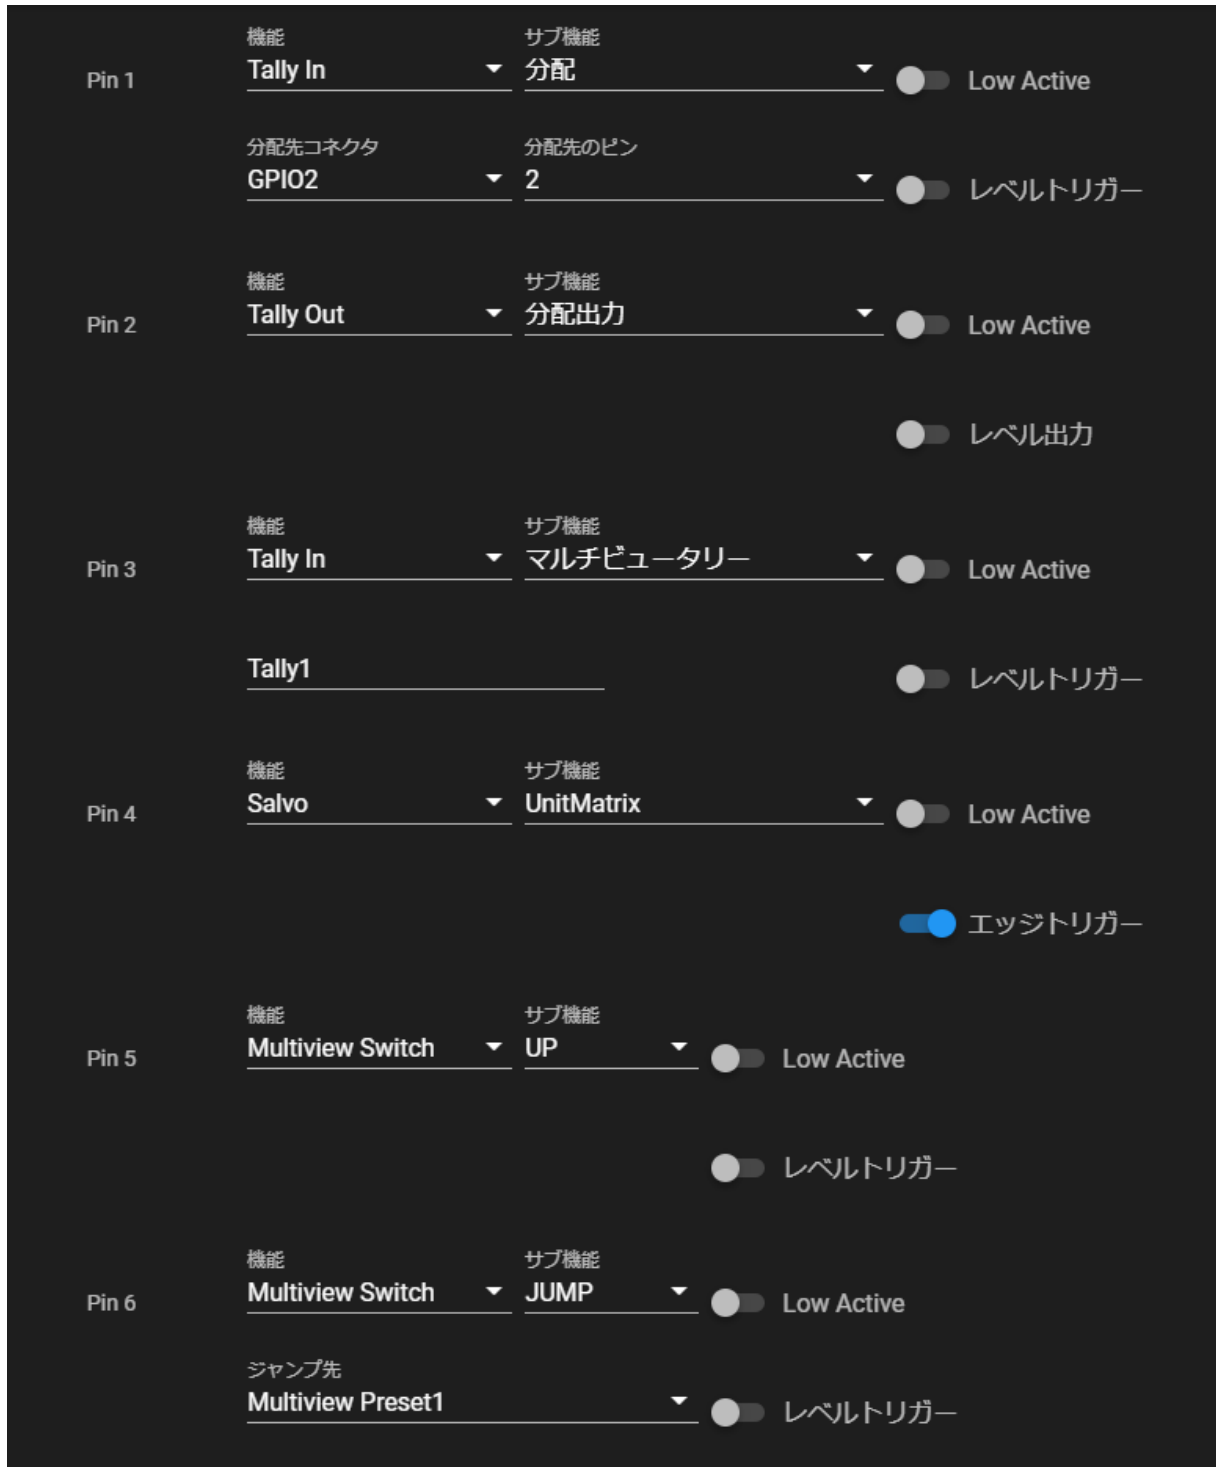 機能 サブ機能
Pin 1 Tally In 分配 Low Active
分配先コネクタ 分配先のピン
GPIO2 2 レベルトリガー
機能 サブ機能
Pin 2 Tally Out 分配出力 Low Active
レベル出力
機能 サブ機能
Pin 3 Tally In マルチビュータリー Low Active
Tally1 レベルトリガー
機能 サブ機能
Pin 4 Salvo UnitMatrix Low Active
エッジトリガー
機能 サブ機能
Pin 5 Multiview Switch UP Low Active
レベルトリガー
機能 サブ機能
Pin 6 Multiview Switch JUMP Low Active
ジャンプ先
Multiview Preset1 レベルトリガー